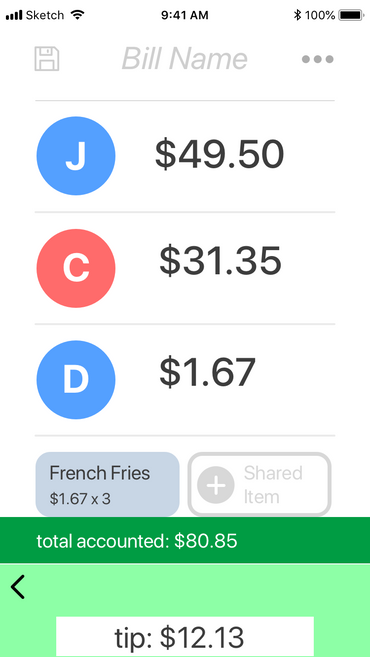 Sketch 9:41 AM 100%
Bill Name
J $49.50
C $31.35
D $1.67
French Fries
$1.67 x 3
Shared
Item
total accounted: $80.85
tip: $12.13